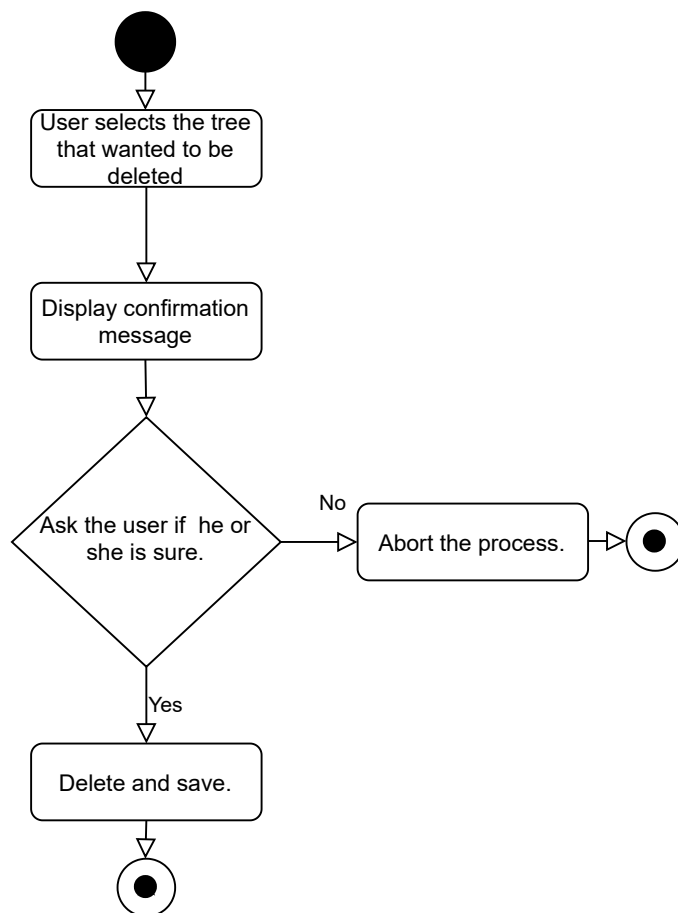 User selects the tree
that wanted to be
deleted
Display confirmation
message
Ask the user if  he or
she is sure.
No
Abort the process.
Yes
Delete and save.